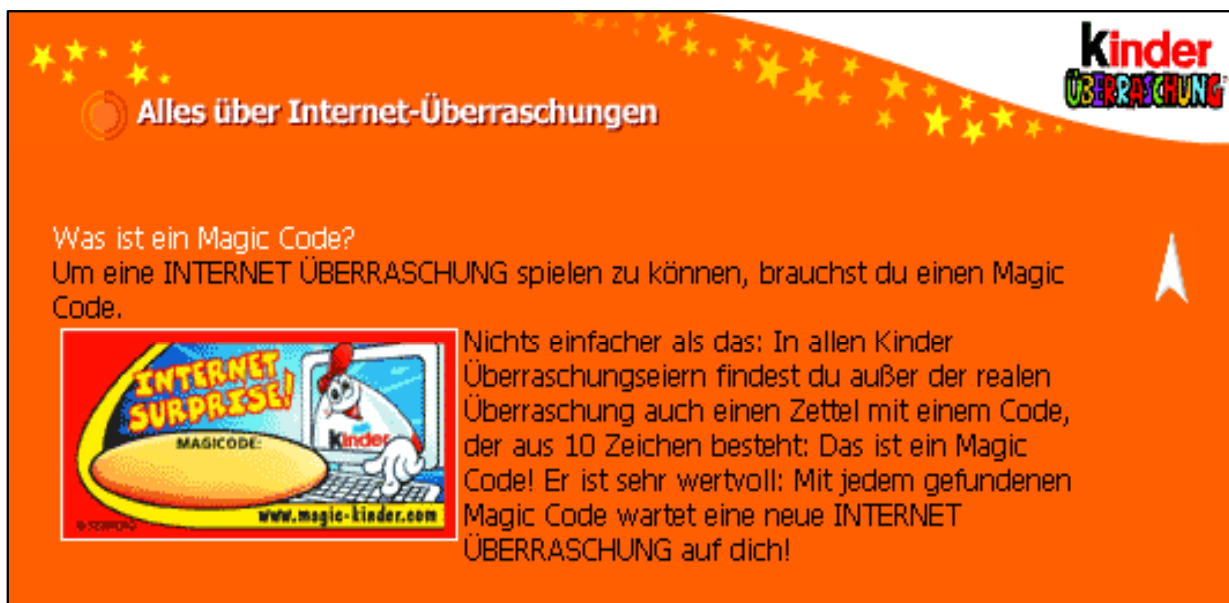 Kinder
ÜBERRASCHUNG
Alles über Internet-Überraschungen
Was ist ein Magic Code?
Um eine INTERNET ÜBERRASCHUNG spielen zu können, brauchst du einen Magic
Code.
INTERNET
SURPRISE!
MAGICODE:
Kinder
www.magic-kinder.com
© FERRERO
Nichts einfacher als das: In allen Kinder
Überraschungseiern findest du außer der realen
Überraschung auch einen Zettel mit einem Code,
der aus 10 Zeichen besteht: Das ist ein Magic
Code! Er ist sehr wertvoll: Mit jedem gefundenen
Magic Code wartet eine neue INTERNET
ÜBERRASCHUNG auf dich!